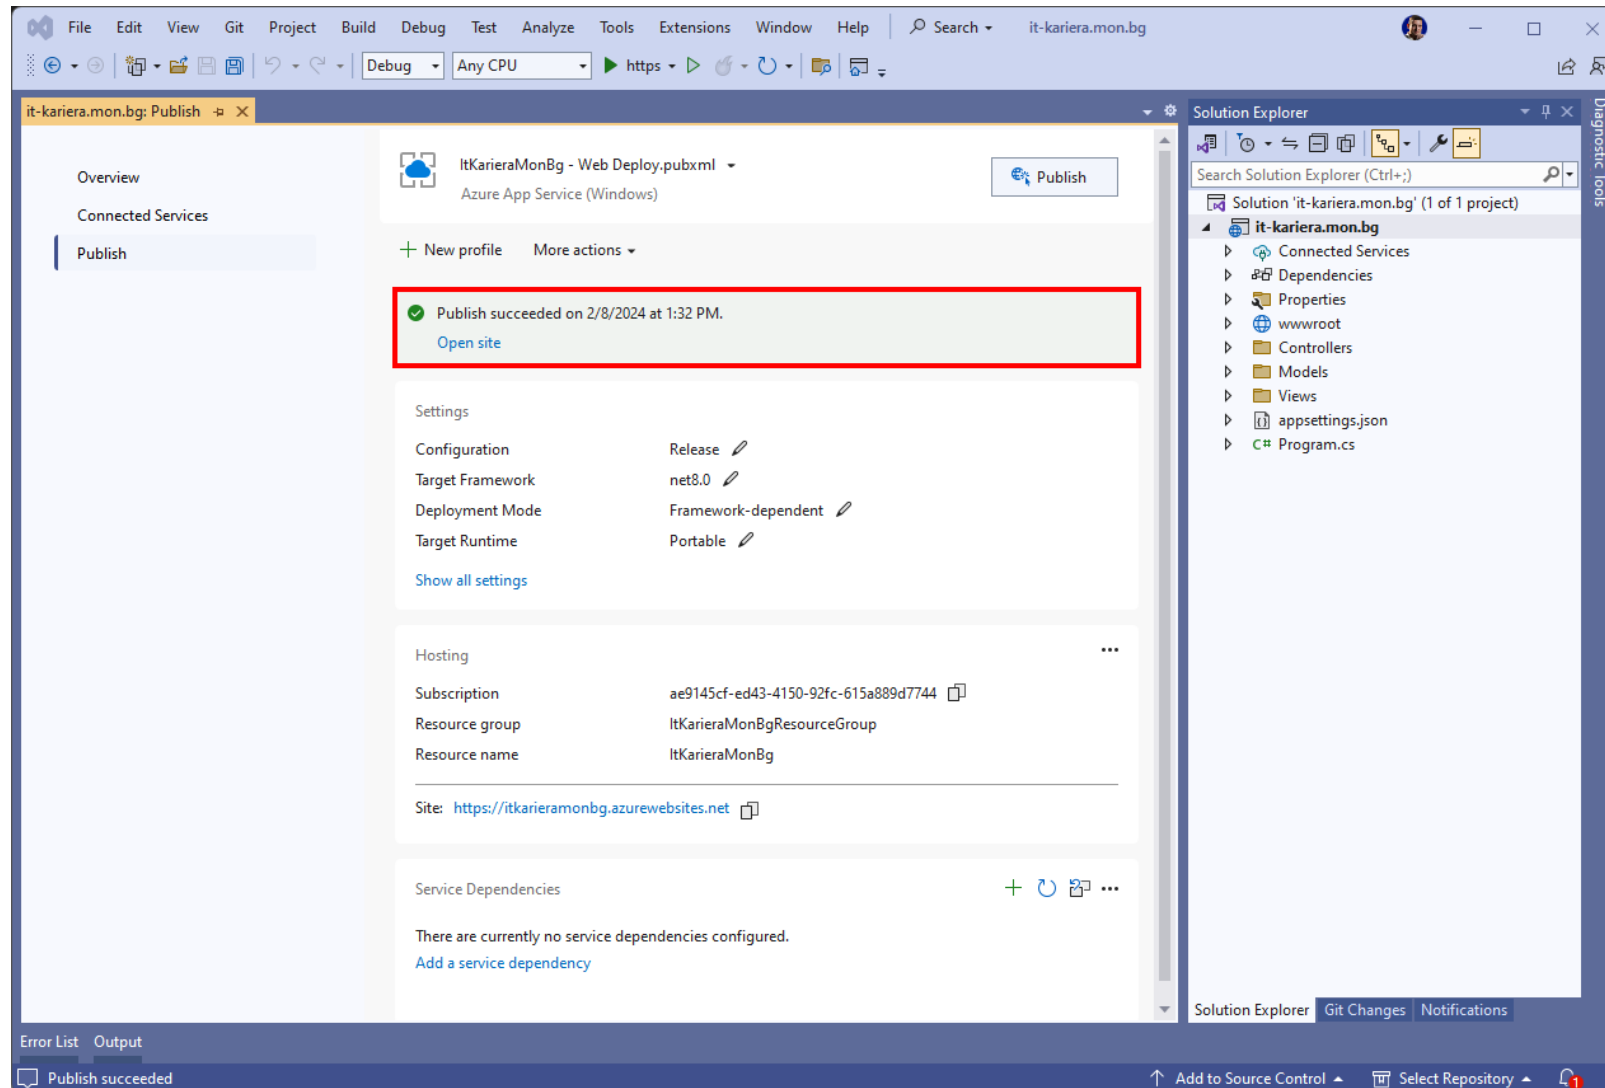 File Edit View Git Project Build Debug Test Analyze Tools Extensions Window Help Search it-kariera.mon.bg
Debug Any CPU https
it-kariera.mon.bg: Publish
Overview
Connected Services
Publish
ItKarieraMonBg - Web Deploy.pubxml
Azure App Service (Windows)
Publish
New profile More actions
Publish succeeded on 2/8/2024 at 1:32 PM.
Open site
Settings
Configuration Release
Target Framework net8.0
Deployment Mode Framework-dependent
Target Runtime Portable
Show all settings
Hosting
Subscription ae9145cf-ed43-4150-92fc-615a889d7744
Resource group ItKarieraMonBgResourceGroup
Resource name ItKarieraMonBg
Site: https://itkarieramonbg.azurewebsites.net
Service Dependencies
There are currently no service dependencies configured.
Add a service dependency
Solution Explorer
Search Solution Explorer (Ctrl+;)
Solution 'it-kariera.mon.bg' (1 of 1 project)
it-kariera.mon.bg
Connected Services
Dependencies
Properties
wwwroot
Controllers
Models
Views
appsettings.json
C# Program.cs
Solution Explorer Git Changes Notifications
Diagnostic Tools
Error List Output
Publish succeeded Add to Source Control Select Repository 1